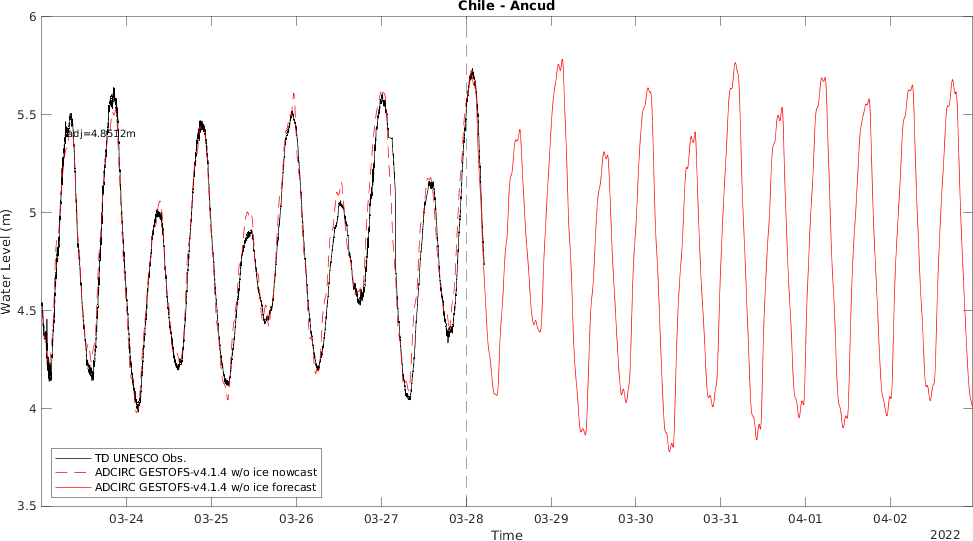 Chile - Ancud
6
5.5
5
4.5
4
3.5
Water Level (m)
adj=4.8512m
TD UNESCO Obs.
ADCIRC GESTOFS-v4.1.4 w/o ice nowcast
ADCIRC GESTOFS-v4.1.4 w/o ice forecast
03-24 03-25 03-26 03-27 03-28 03-29 03-30 03-31 04-01 04-02
Time
2022